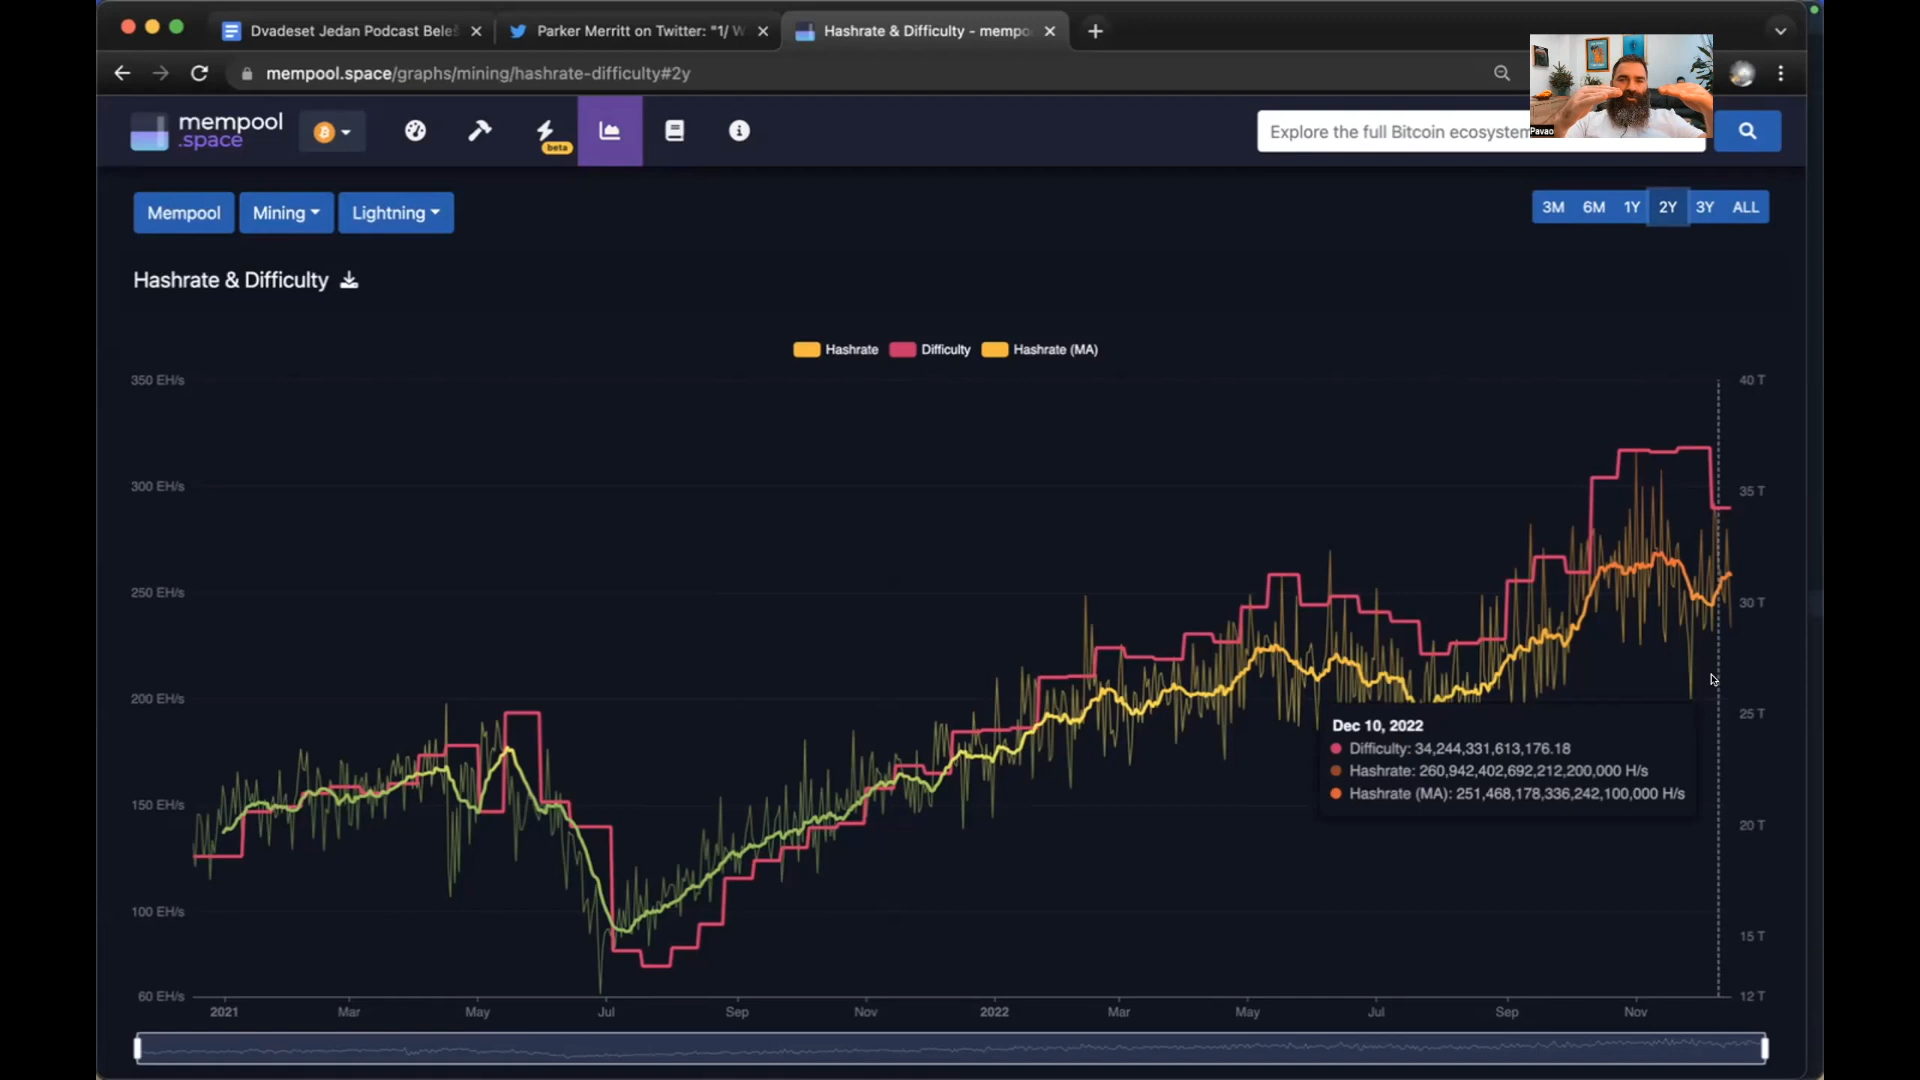 Dvadeset Jedan Podcast Beleš
Parker Merritt on Twitter: "1/ W
Hashrate & Difficulty - mempo
mempool.space/graphs/mining/hashrate-difficulty#2y
Pavao
mempool
.space
beta
Explore the full Bitcoin ecosystem
Mempool
Mining
Lightning
3M 6M 1Y 2Y 3Y ALL
Hashrate & Difficulty
Hashrate Difficulty Hashrate (MA)
350 EH/s
40 T
300 EH/s
35 T
250 EH/s
30 T
200 EH/s
25 T
Dec 10, 2022
Difficulty: 34,244,331,613,176.18
Hashrate: 260,942,402,692,212,200,000 H/s
Hashrate (MA): 251,468,178,336,242,100,000 H/s
150 EH/s
20 T
100 EH/s
15 T
60 EH/s
12 T
2021 Mar May Jul Sep Nov 2022 Mar May Jul Sep Nov